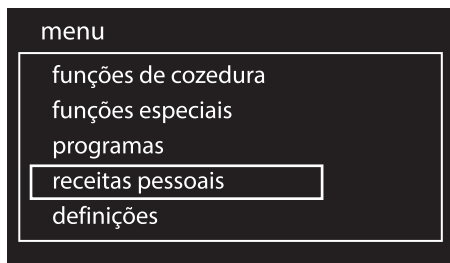 menu
funções de cozedura
funções especiais
programas
receitas pessoais
definições